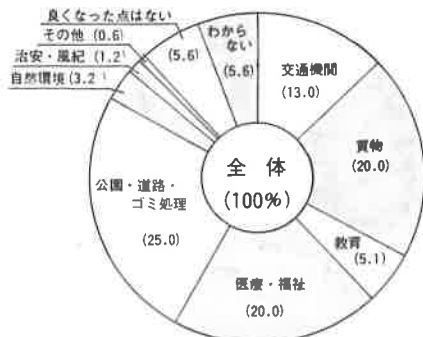 良くなった点はない
(5.6)
その他 (0.6)
治安・風紀 (1.2)
自然環境 (3.2)
わから
ない
(5.6)
交通機関
(13.0)
買物
(20.0)
教育
(5.1)
医療・福祉
(20.0)
公園・道路・
ゴミ処理
(25.0)
全体
(100%)